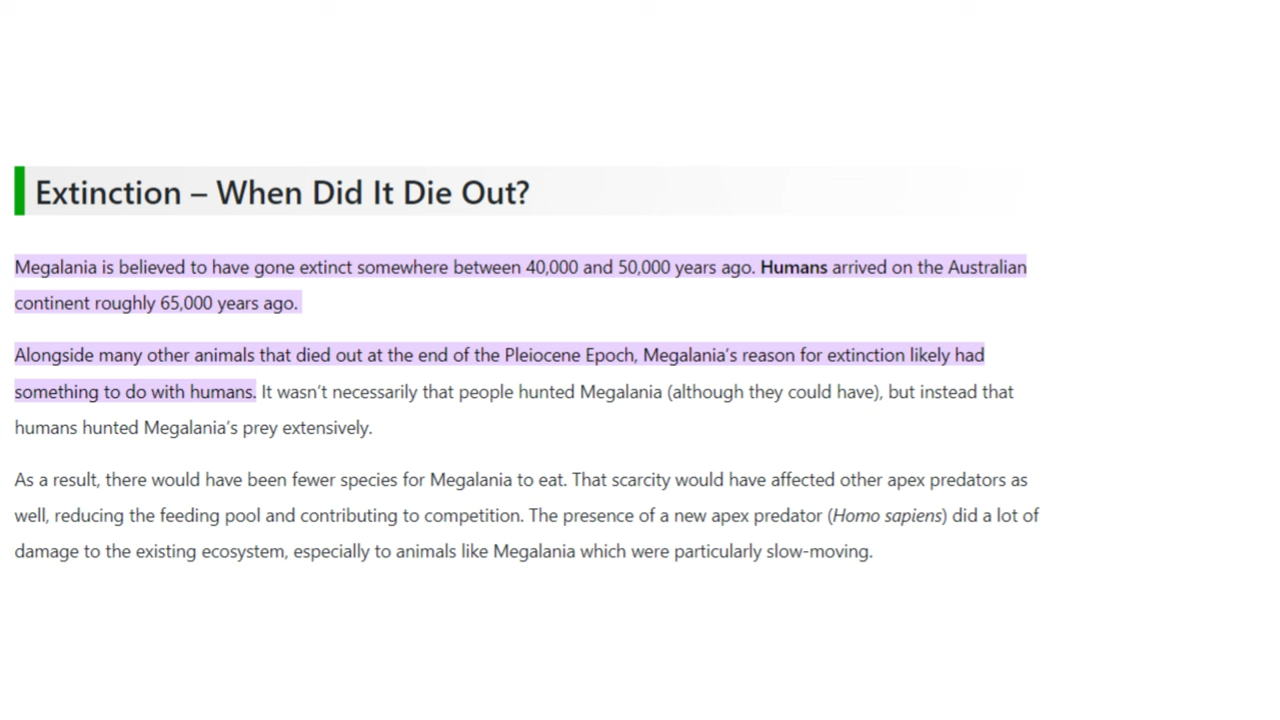 Extinction – When Did It Die Out?
Megalania is believed to have gone extinct somewhere between 40,000 and 50,000 years ago. Humans arrived on the Australian
continent roughly 65,000 years ago.
Alongside many other animals that died out at the end of the Pleiocene Epoch, Megalania’s reason for extinction likely had
something to do with humans. It wasn’t necessarily that people hunted Megalania (although they could have), but instead that
humans hunted Megalania’s prey extensively.
As a result, there would have been fewer species for Megalania to eat. That scarcity would have affected other apex predators as
well, reducing the feeding pool and contributing to competition. The presence of a new apex predator (Homo sapiens) did a lot of
damage to the existing ecosystem, especially to animals like Megalania which were particularly slow-moving.